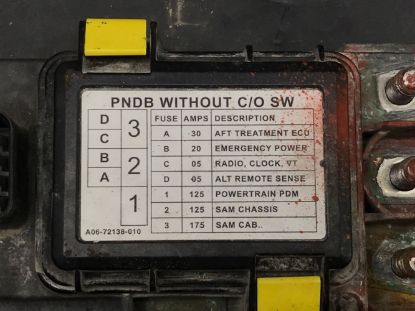 PNDB WITHOUT C/O SW
D
C
B
A
3
2
1
FUSE AMPS DESCRIPTION
A 30 AFT TREATMENT ECU
B 20 EMERGENCY POWER
C 05 RADIO, CLOCK, VT
D 05 ALT REMOTE SENSE
1 125 POWERTRAIN PDM
2 125 SAM CHASSIS
3 175 SAM CAB..
A06-72138-010